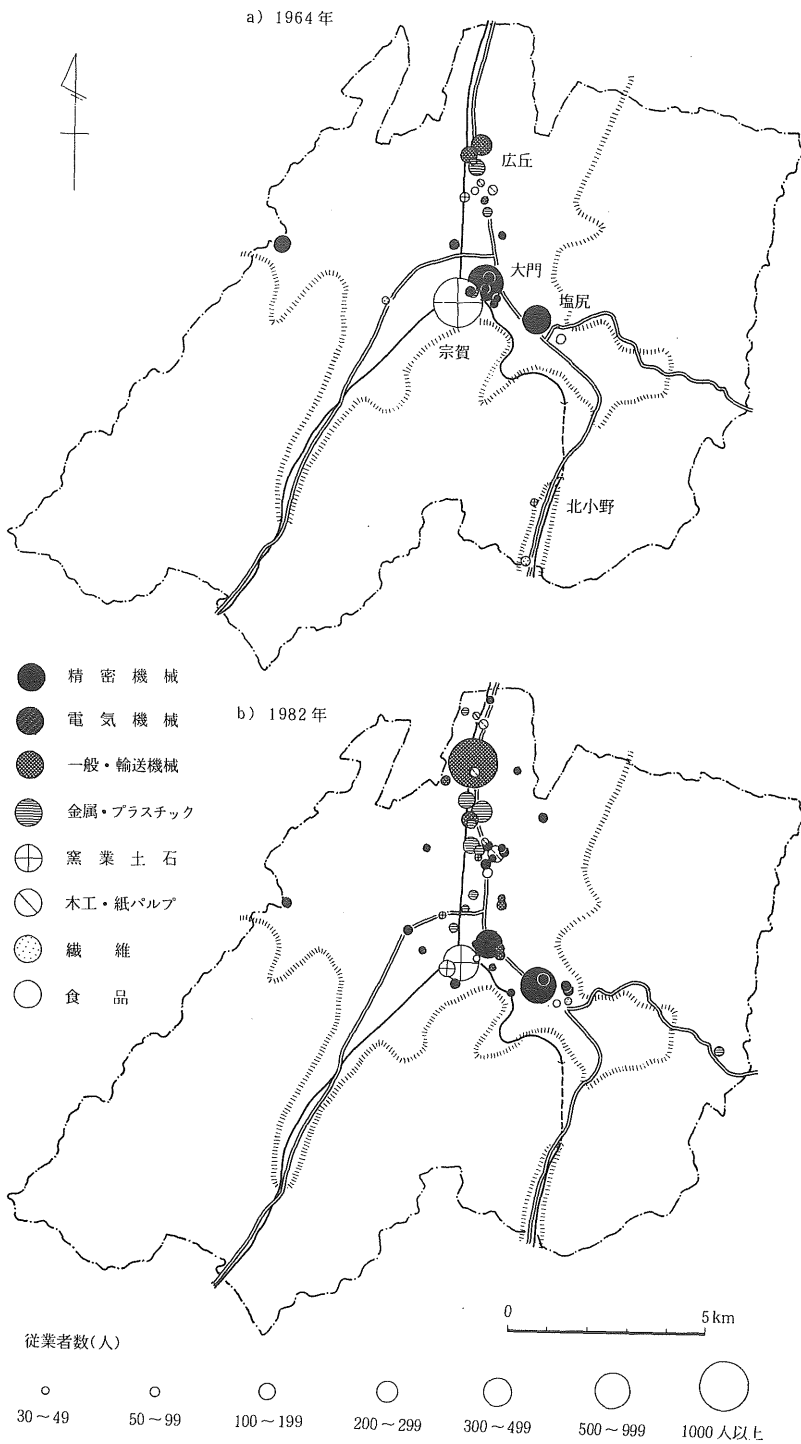 a) 1964年
広丘
大門
塩尻
宗賀
北小野
精密機械
電気機械
一般・輸送機械
金属・プラスチック
窯業土石
木工・紙パルプ
繊維
食品
b) 1982年
0 5km
従業者数(人)
30~49 50~99 100~199 200~299 300~499 500~999 1000人以上